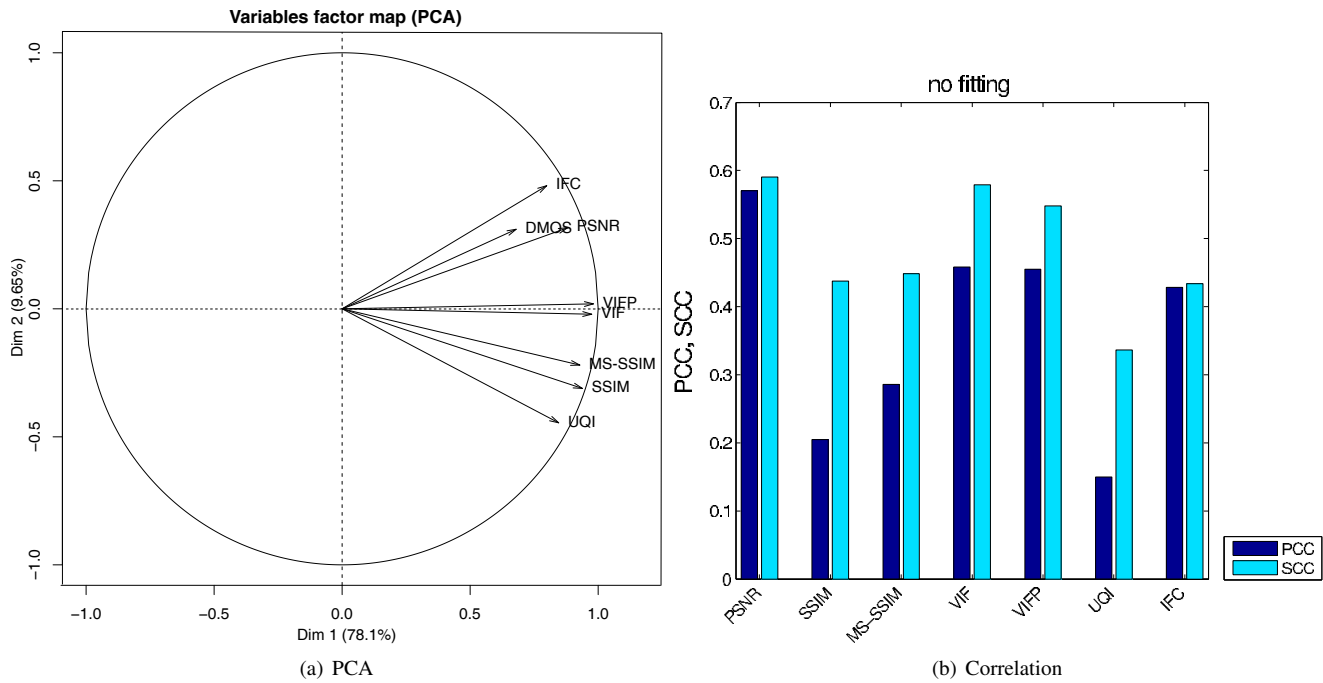 Variables factor map (PCA)
Dim 2 (9.65%)
1.0
0.5
0.0
−0.5
−1.0
IFC
DMOS
PSNR
VIFP
VIF
MS-SSIM
SSIM
UQI
−1.0
−0.5
0.0
0.5
1.0
Dim 1 (78.1%)
(a) PCA
no fitting
PCC, SCC
0.7
0.6
0.5
0.4
0.3
0.2
0.1
0
PSNR
SSIM
MS−SSIM
VIF
VIFP
UQI
IFC
PCC
SCC
(b) Correlation